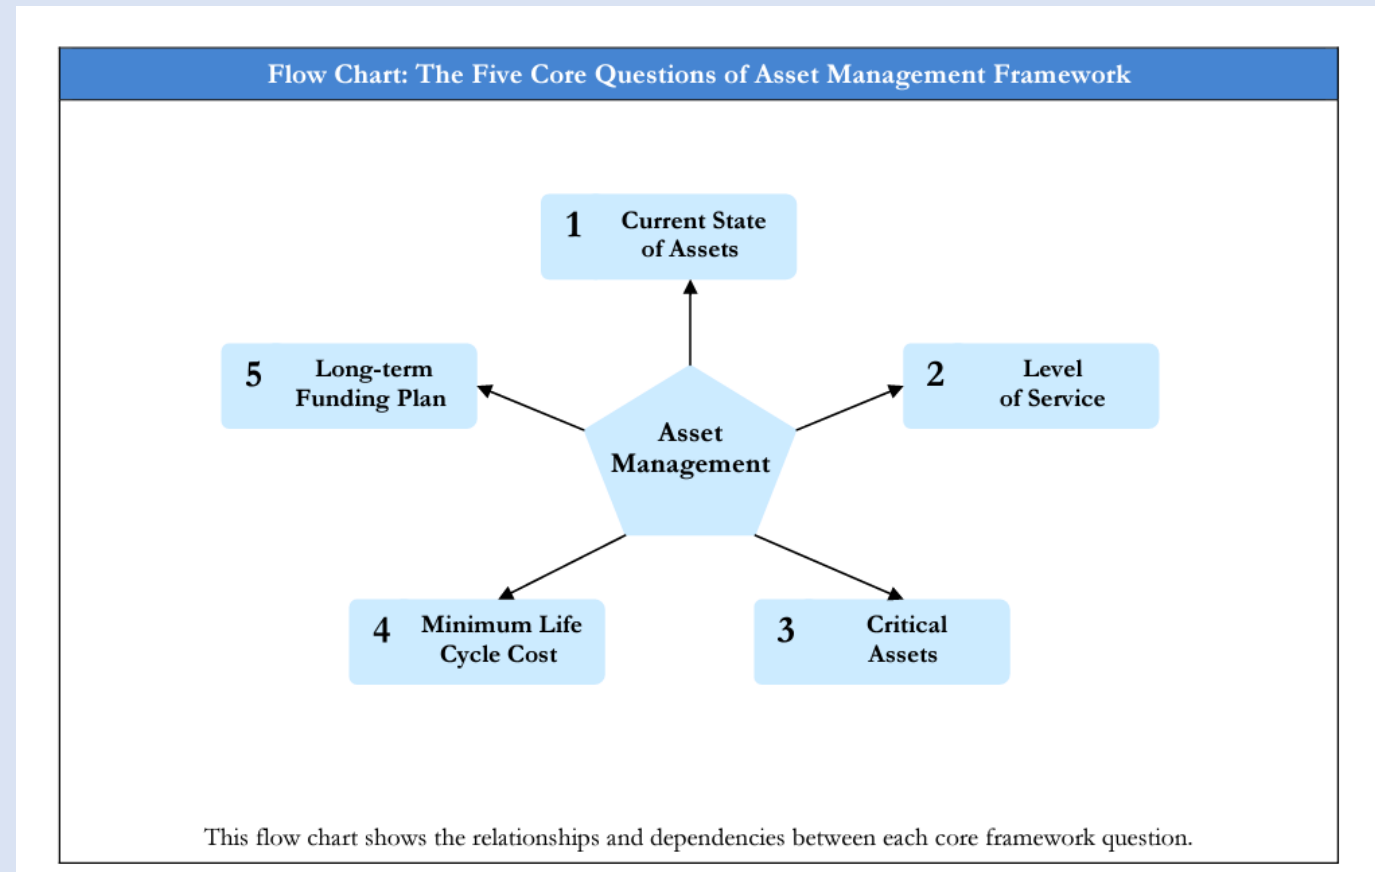 Flow Chart: The Five Core Questions of Asset Management Framework
1
Current State
of Assets
5
Long-term
Funding Plan
2
Level
of Service
Asset
Management
4
Minimum Life
Cycle Cost
3
Critical
Assets
This flow chart shows the relationships and dependencies between each core framework question.